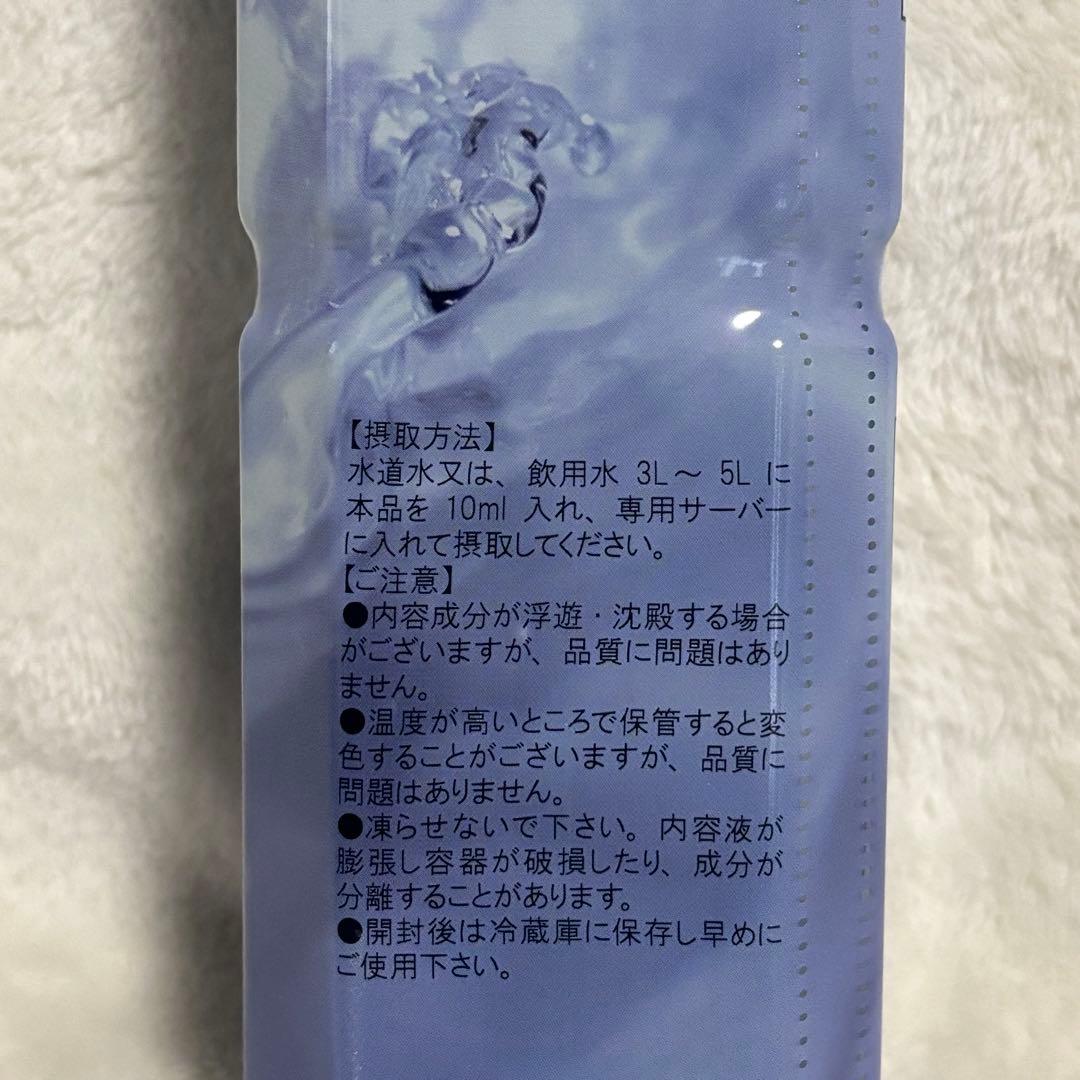 【摂取方法】
水道水又は、飲用水 3L～ 5L に
本品を 10ml 入れ、専用サーバー
に入れて摂取してください。
【ご注意】
●内容成分が浮遊・沈殿する場合
がございますが、品質に問題はあり
ません。
●温度が高いところで保管すると変
色することがございますが、品質に
問題はありません。
●凍らせないで下さい。内容液が
膨張し容器が破損したり、成分が
分離することがあります。
●開封後は冷蔵庫に保存し早めに
ご使用下さい。